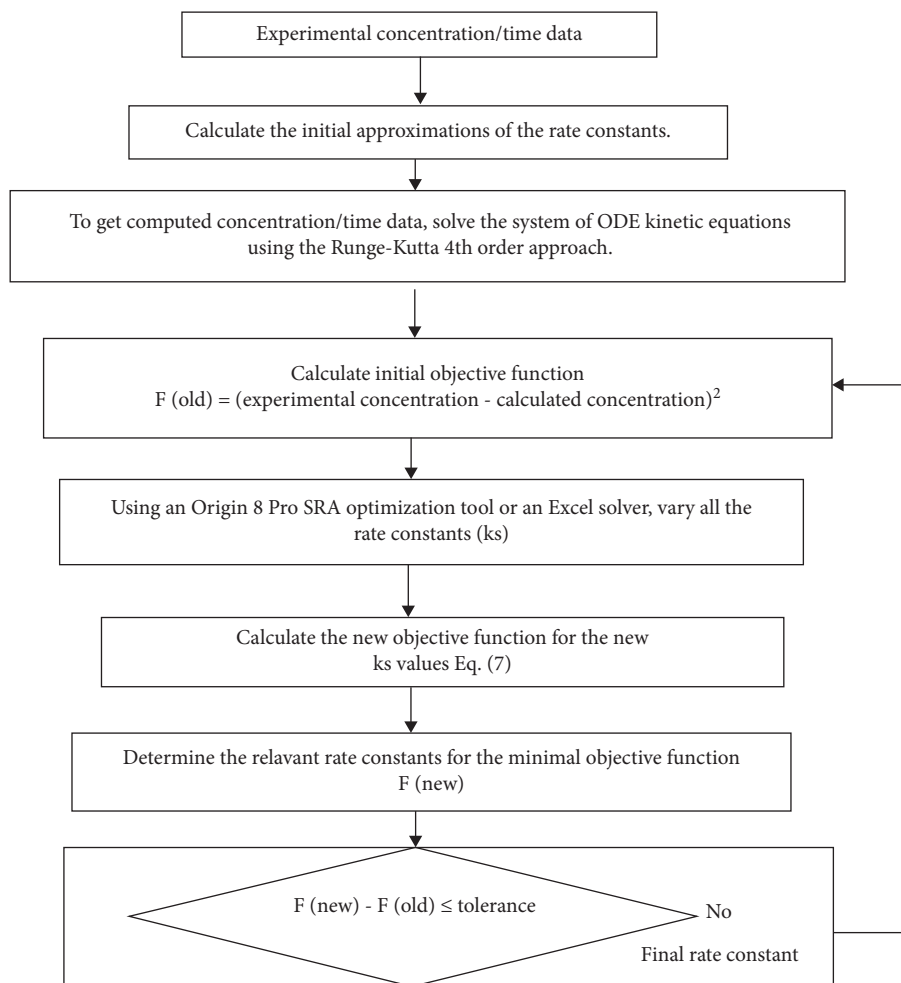 Experimental concentration/time data
Calculate the initial approximations of the rate constants.
To get computed concentration/time data, solve the system of ODE kinetic equations
using the Runge-Kutta 4th order approach.
Calculate initial objective function
F (old) = (experimental concentration - calculated concentration)²
Using an Origin 8 Pro SRA optimization tool or an Excel solver, vary all the
rate constants (ks)
Calculate the new objective function for the new
ks values Eq. (7)
Determine the relavant rate constants for the minimal objective function
F (new)
F (new) - F (old) ≤ tolerance
No
Final rate constant